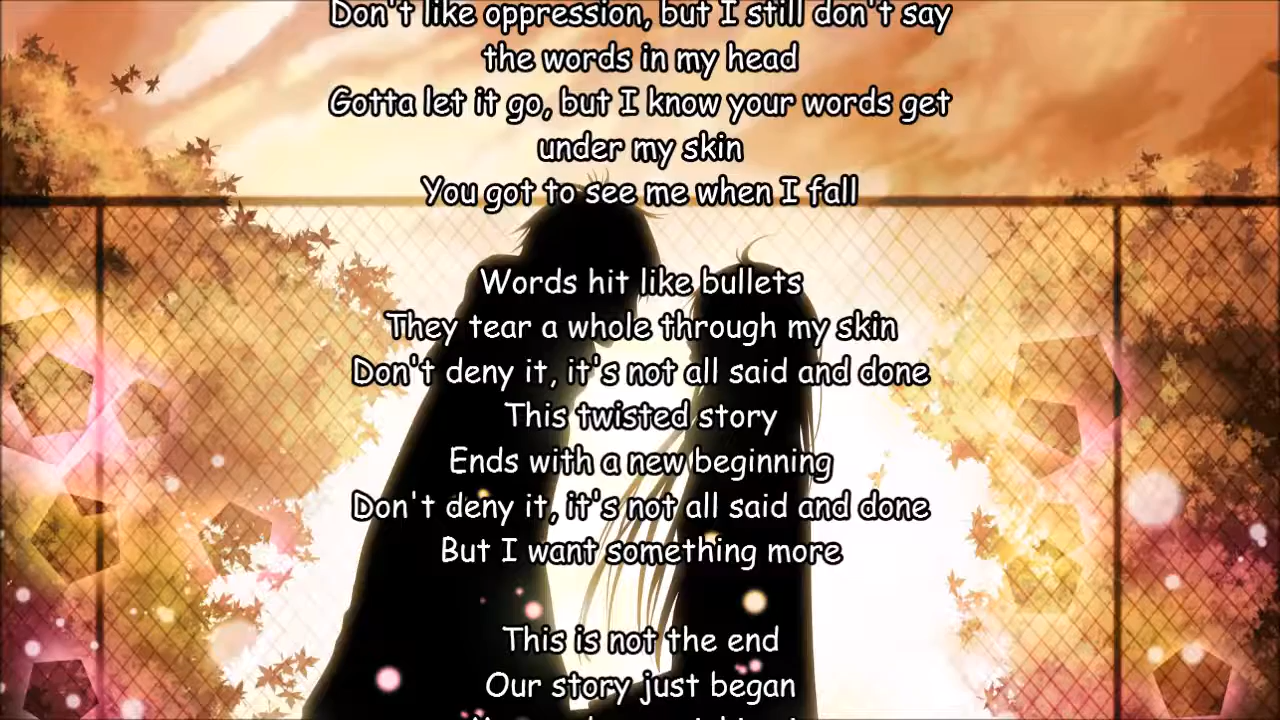 Don't like oppression, but I still don't say
the words in my head
Gotta let it go, but I know your words get
under my skin
You got to see me when I fall
Words hit like bullets
They tear a whole through my skin
Don't deny it, it's not all said and done
This twisted story
Ends with a new beginning
Don't deny it, it's not all said and done
But I want something more
This is not the end
Our story just began